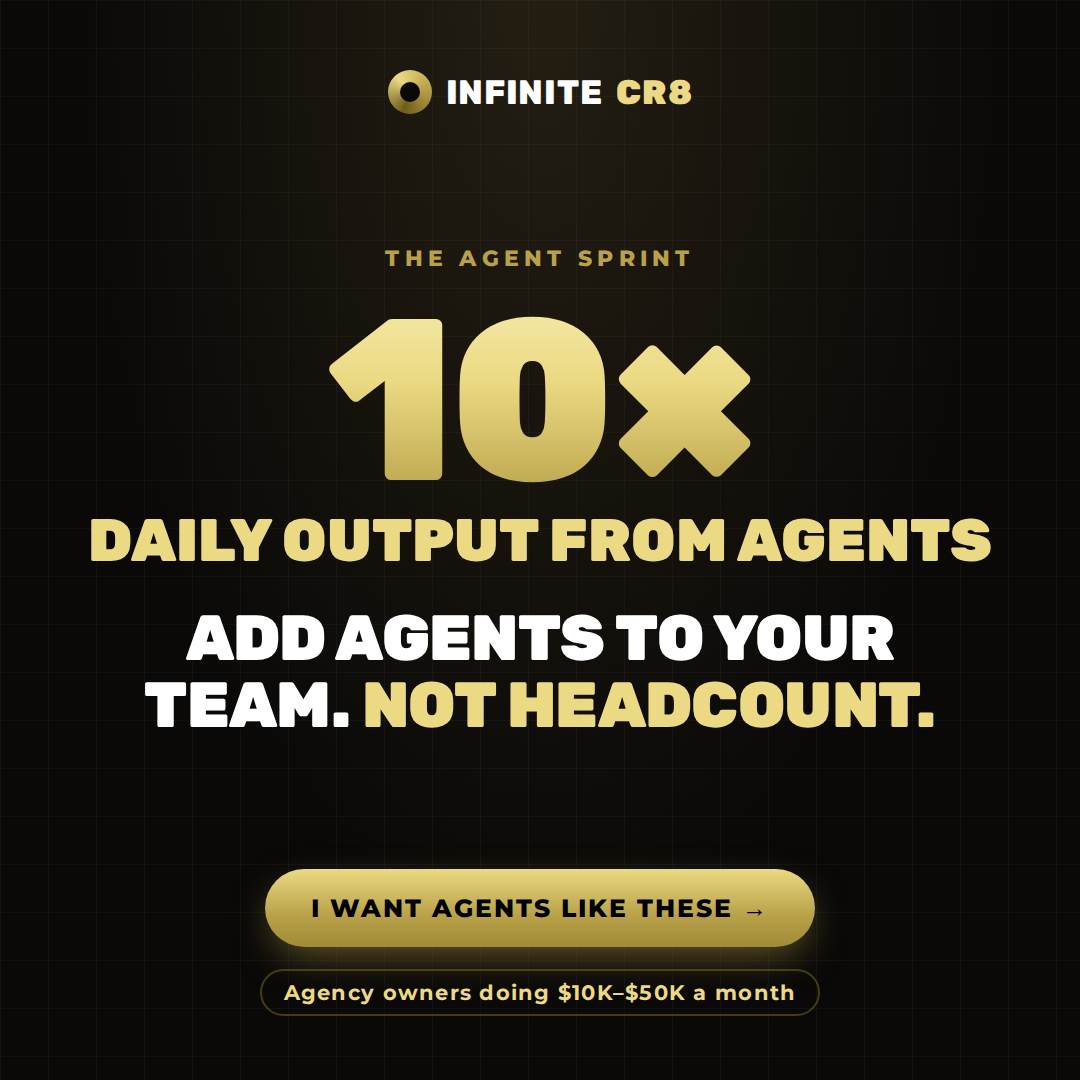 INFINITE CR8
THE AGENT SPRINT
10×
DAILY OUTPUT FROM AGENTS
ADD AGENTS TO YOUR
TEAM. NOT HEADCOUNT.
I WANT AGENTS LIKE THESE →
Agency owners doing $10K–$50K a month